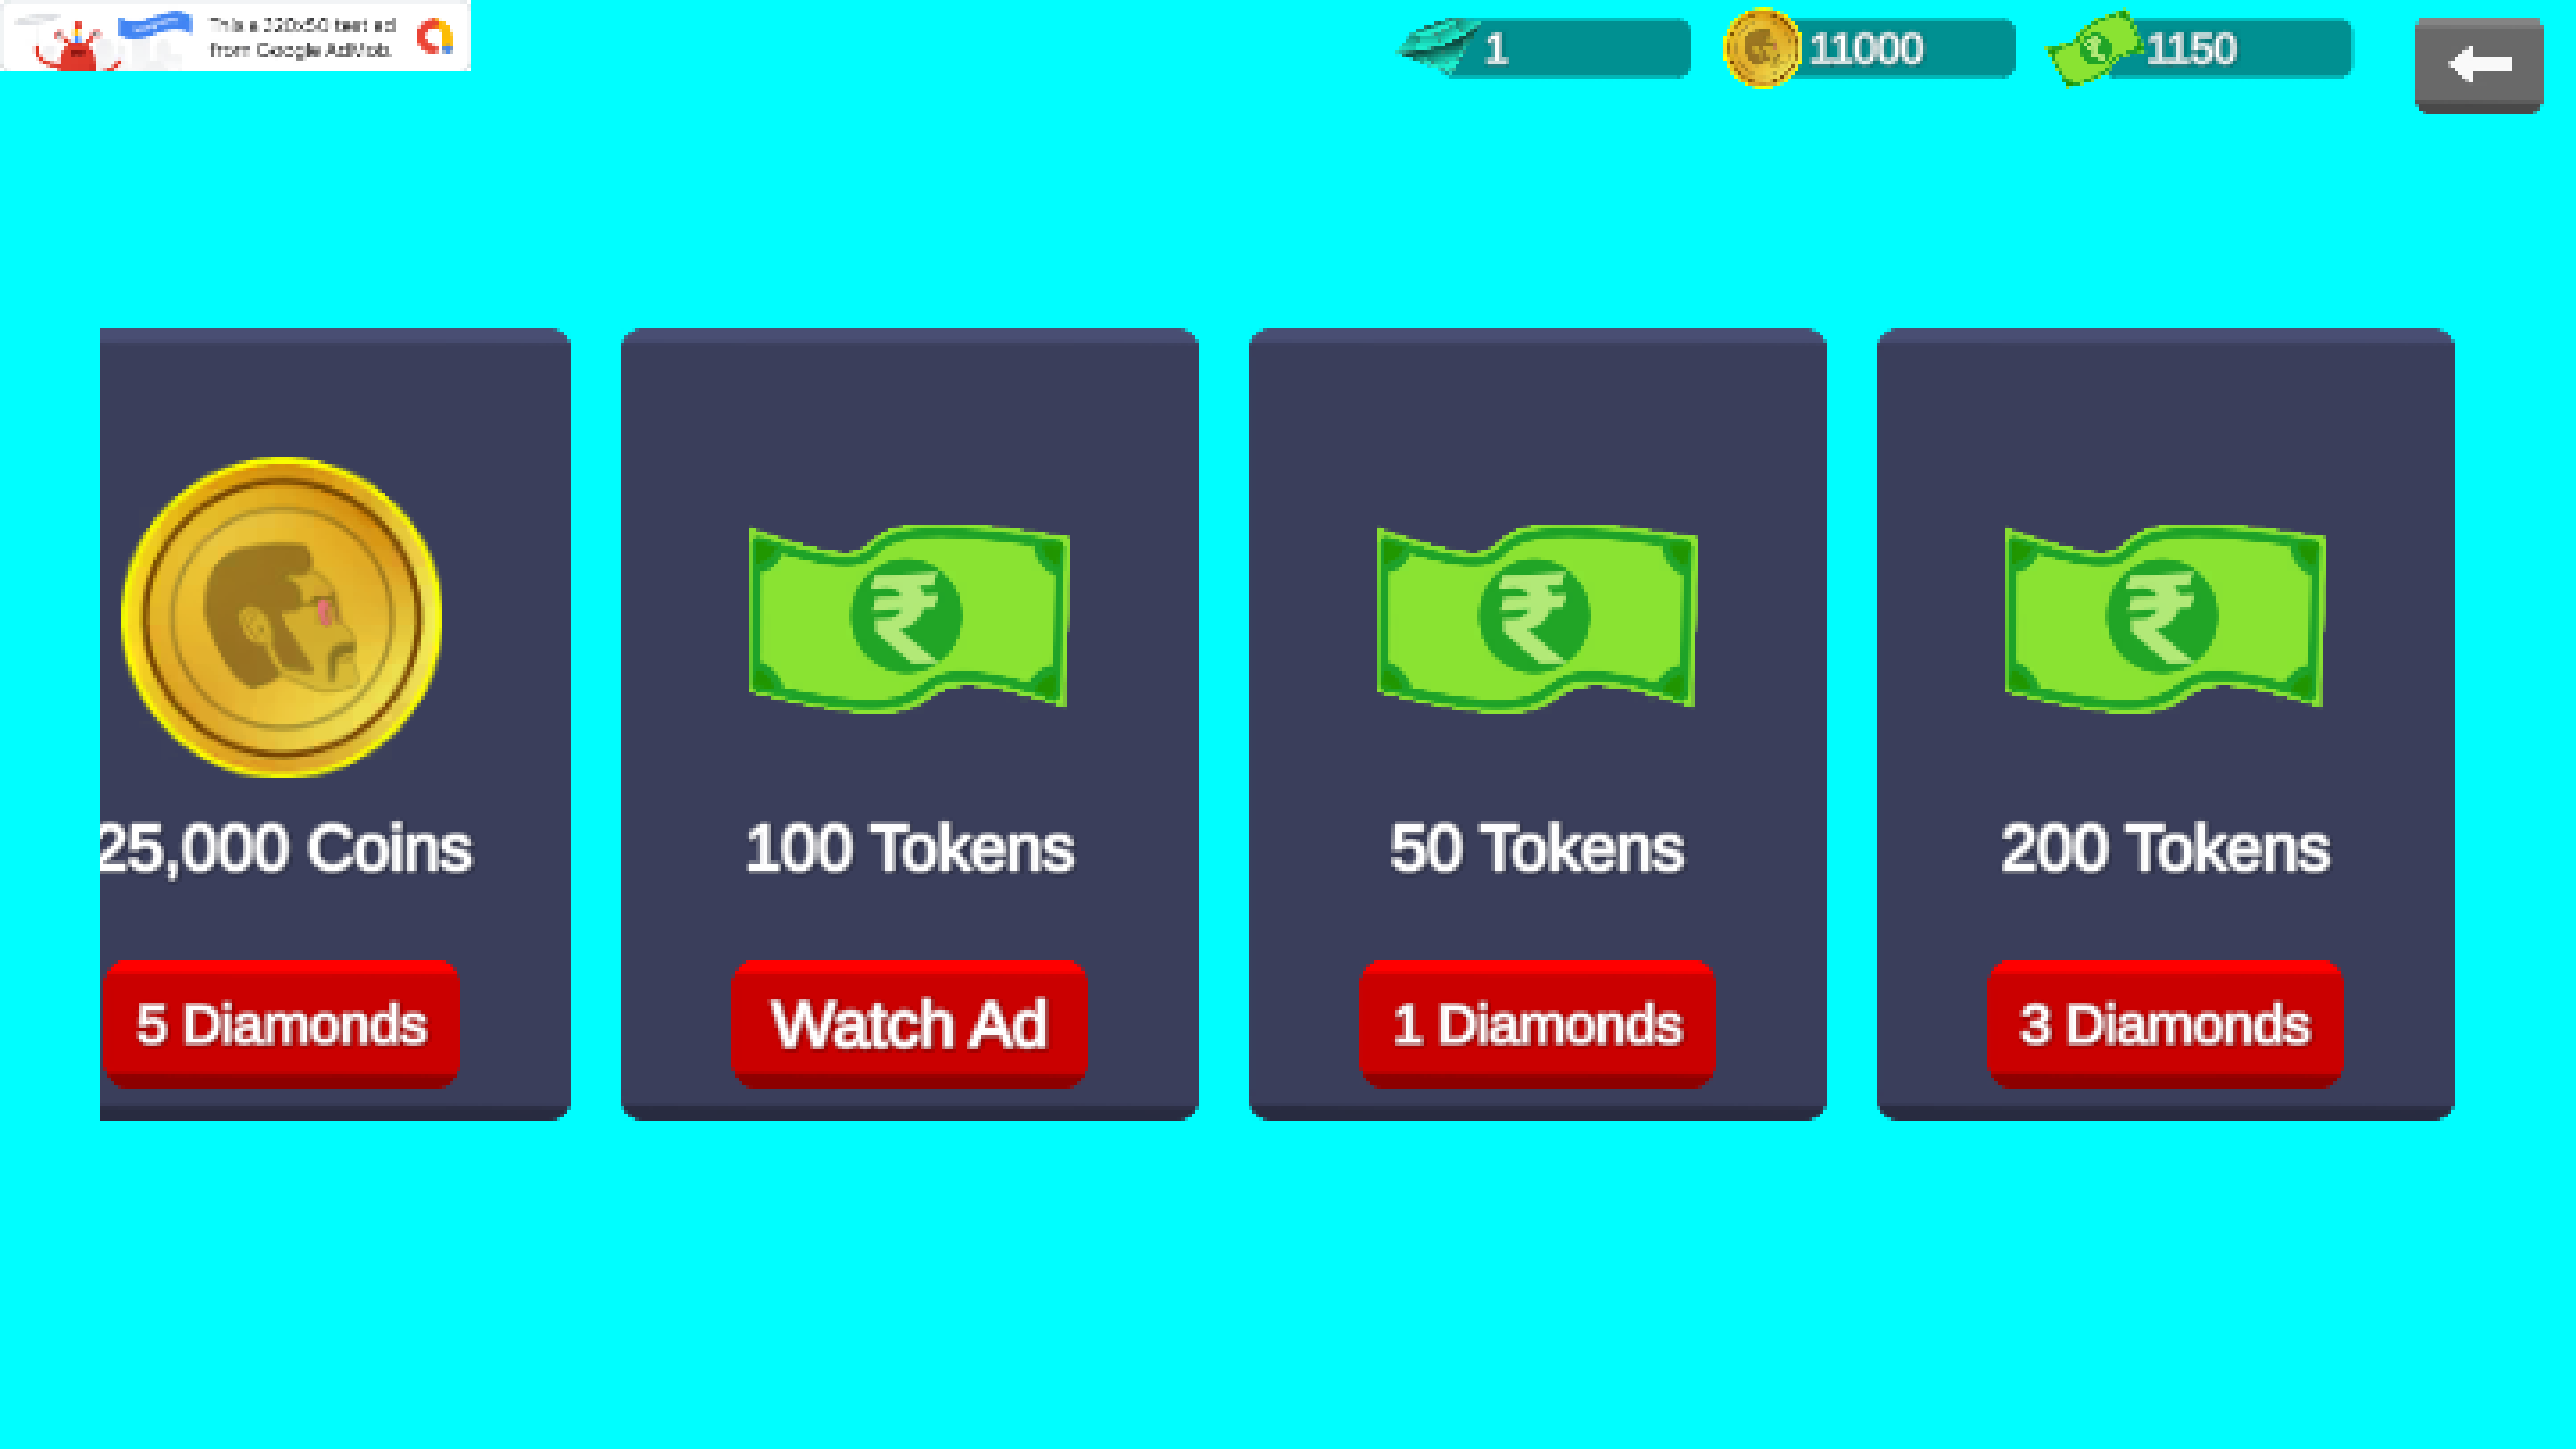 This a 320x50 test ad
from Google AdMob.
1
11000
1150
25,000 Coins
100 Tokens
50 Tokens
200 Tokens
5 Diamonds
Watch Ad
1 Diamonds
3 Diamonds